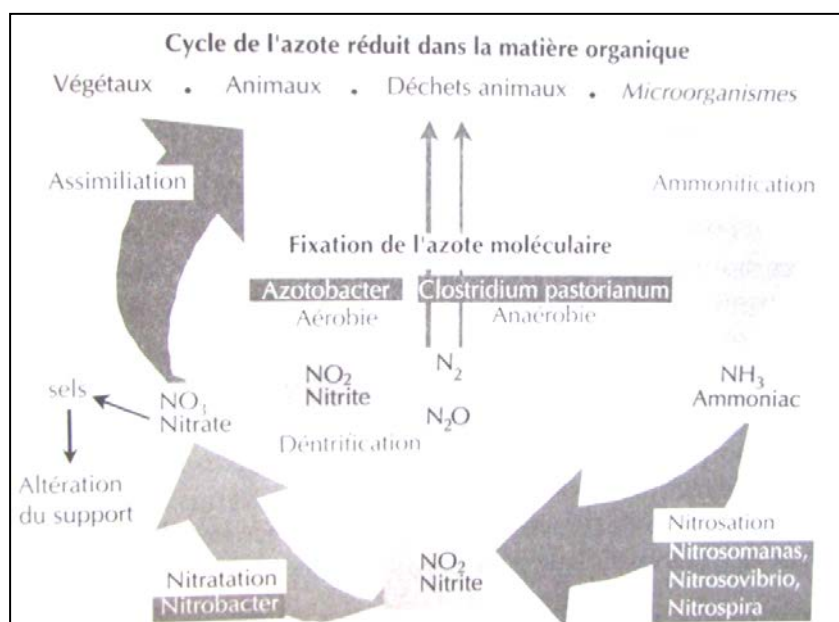 Cycle de l'azote réduit dans la matière organique
Végétaux . Animaux . Déchets animaux . Microorganismes
Assimiliation
Ammonitication
Fixation de l'azote moléculaire
Azotobacter
Clostridium pastorianum
Aérobie
Anaérobie
NO2
Nitrite
N2
N2O
Déntrification
NH3
Ammoniac
sels
NO3
Nitrate
Altération
du support
Nitrosation
Nitrosomanas,
Nitrosovibrio,
Nitrospira
NO2
Nitrite
Nitratation
Nitrobacter